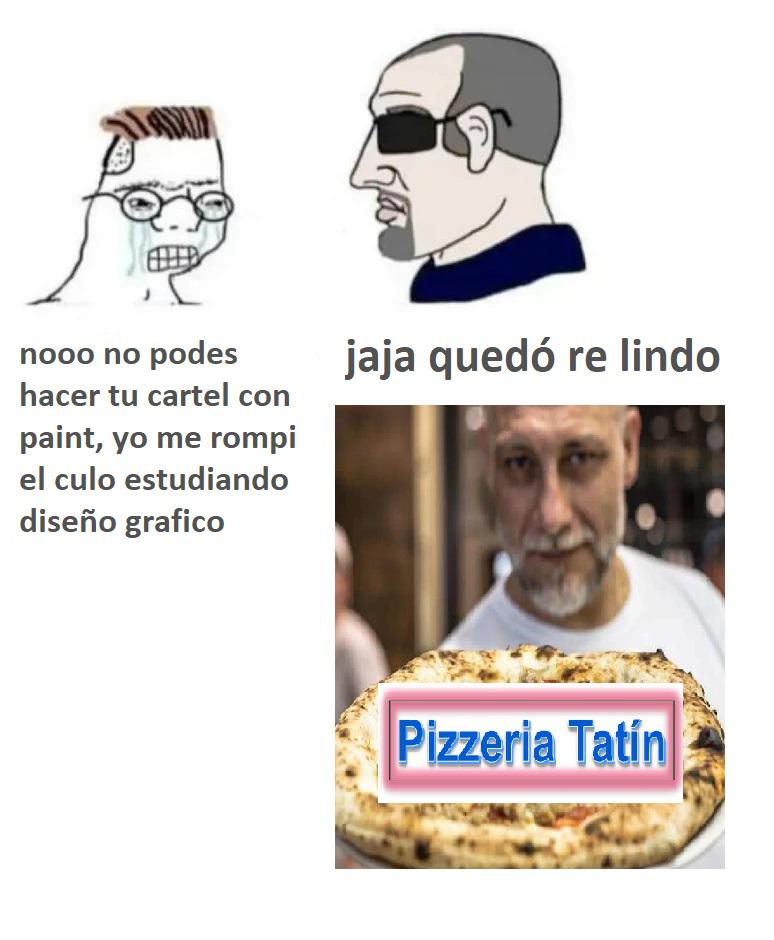 nooo no podes
hacer tu cartel con
paint, yo me rompi
el culo estudiando
diseño grafico
jaja quedó re lindo
Pizzeria Tatín